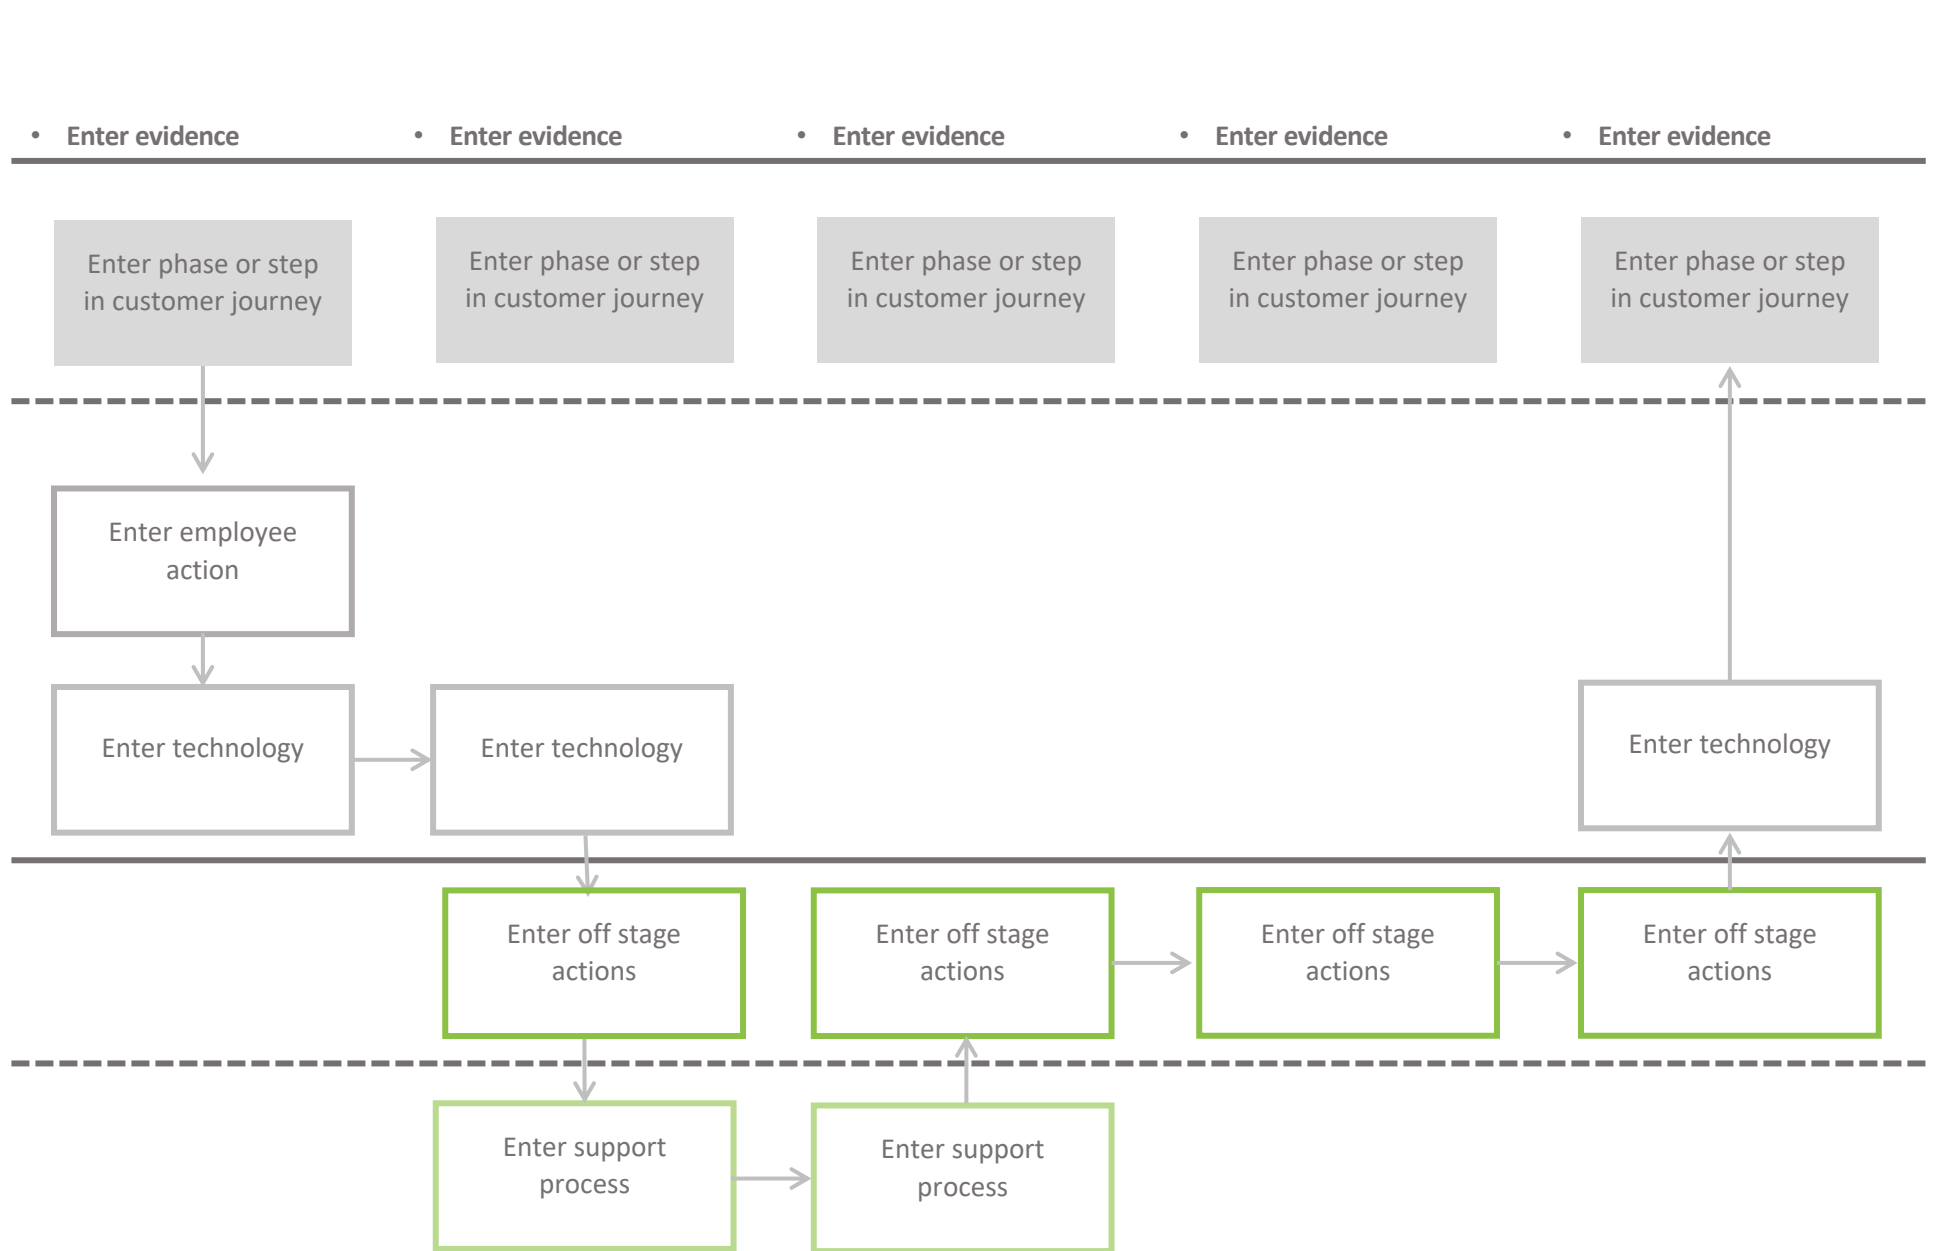 • Enter evidence
• Enter evidence
• Enter evidence
• Enter evidence
• Enter evidence
Enter phase or step
in customer journey
Enter phase or step
in customer journey
Enter phase or step
in customer journey
Enter phase or step
in customer journey
Enter phase or step
in customer journey
Enter employee
action
Enter technology
Enter technology
Enter technology
Enter off stage
actions
Enter off stage
actions
Enter off stage
actions
Enter off stage
actions
Enter support
process
Enter support
process